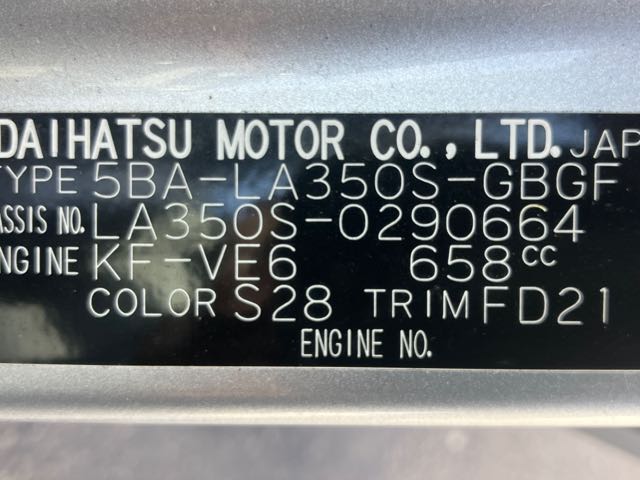 DAIHATSU MOTOR CO., LTD. JAP
TYPE 5BA-LA350S-GBGF
ASSIS NO. LA350S-0290664
NGINE KF-VE6 658CC
COLOR S28 TRIM FD21
ENGINE NO.